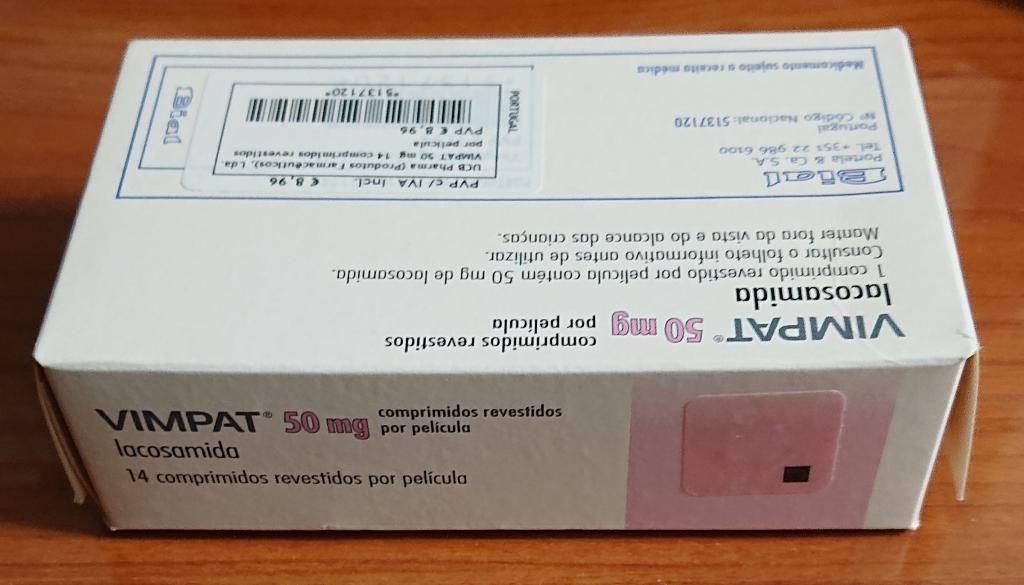 VIMPAT® 50 mg comprimidos revestidos
por película
lacosamida
14 comprimidos revestidos por película
VIMPAT® 50 mg comprimidos revestidos
por película
lacosamida
1 comprimido revestido por película contém 50 mg de lacosamida.
Consultar o folheto informativo antes de utilizar.
Manter fora da vista e do alcance das crianças.
Bial
Portela & Ca. S.A.
Tel. +351 22 986 6100
Portugal
Nº Código Nacional: 5137120
Medicamento sujeito a receita médica
PVP c/ IVA Incl. € 8,96
UCB Pharma (Produtos Farmacêuticos), Lda.
VIMPAT 50 mg 14 comprimidos revestidos
por película
PVP € 8,96
*5137120*
PORTUGAL
Bial